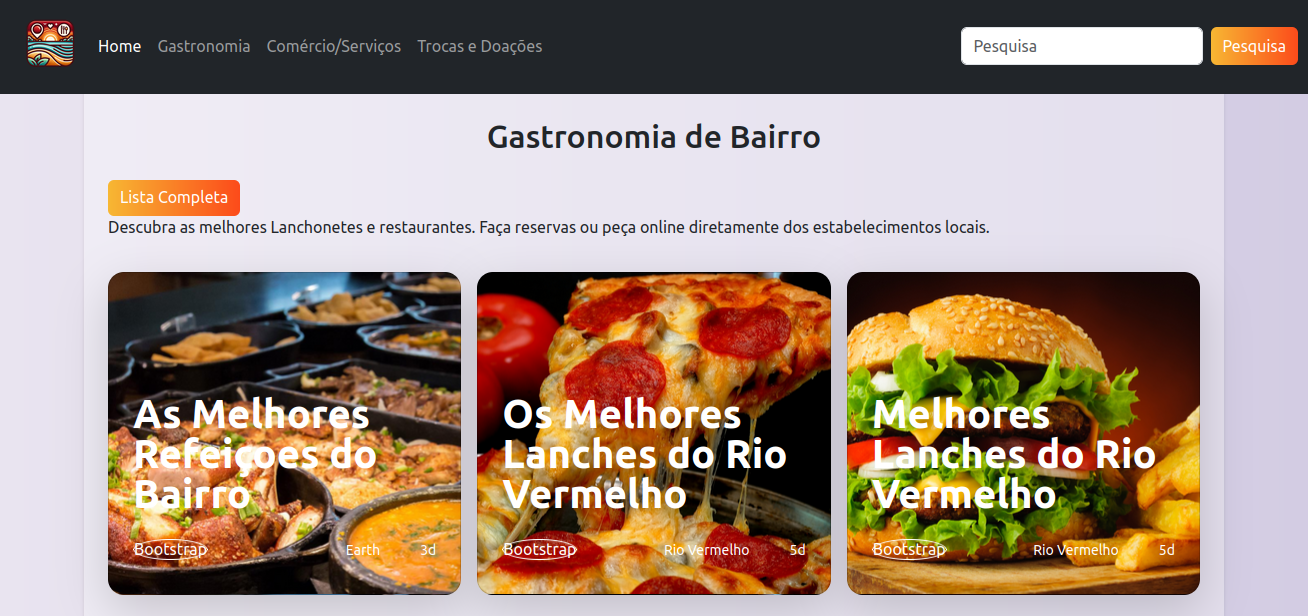 Home Gastronomia Comércio/Serviços Trocas e Doações Pesquisa Pesquisa
Gastronomia de Bairro
Lista Completa
Descubra as melhores Lanchonetes e restaurantes. Faça reservas ou peça online diretamente dos estabelecimentos locais.
As Melhores
Refeiçoes do
Bairro
Bootstrap Earth 3d
Os Melhores
Lanches do Rio
Vermelho
Bootstrap Rio Vermelho 5d
Melhores
Lanches do Rio
Vermelho
Bootstrap Rio Vermelho 5d